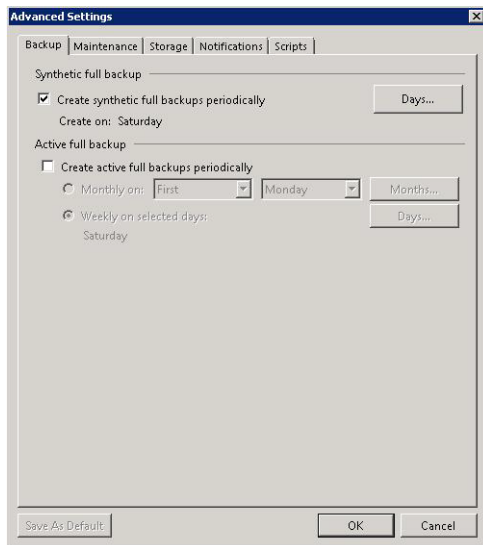 Advanced Settings
Backup Maintenance Storage Notifications Scripts
Synthetic full backup
Create synthetic full backups periodically Days...
Create on: Saturday
Active full backup
Create active full backups periodically
Monthly on: First Monday Months...
Weekly on selected days: Days...
Saturday
Save As Default OK Cancel